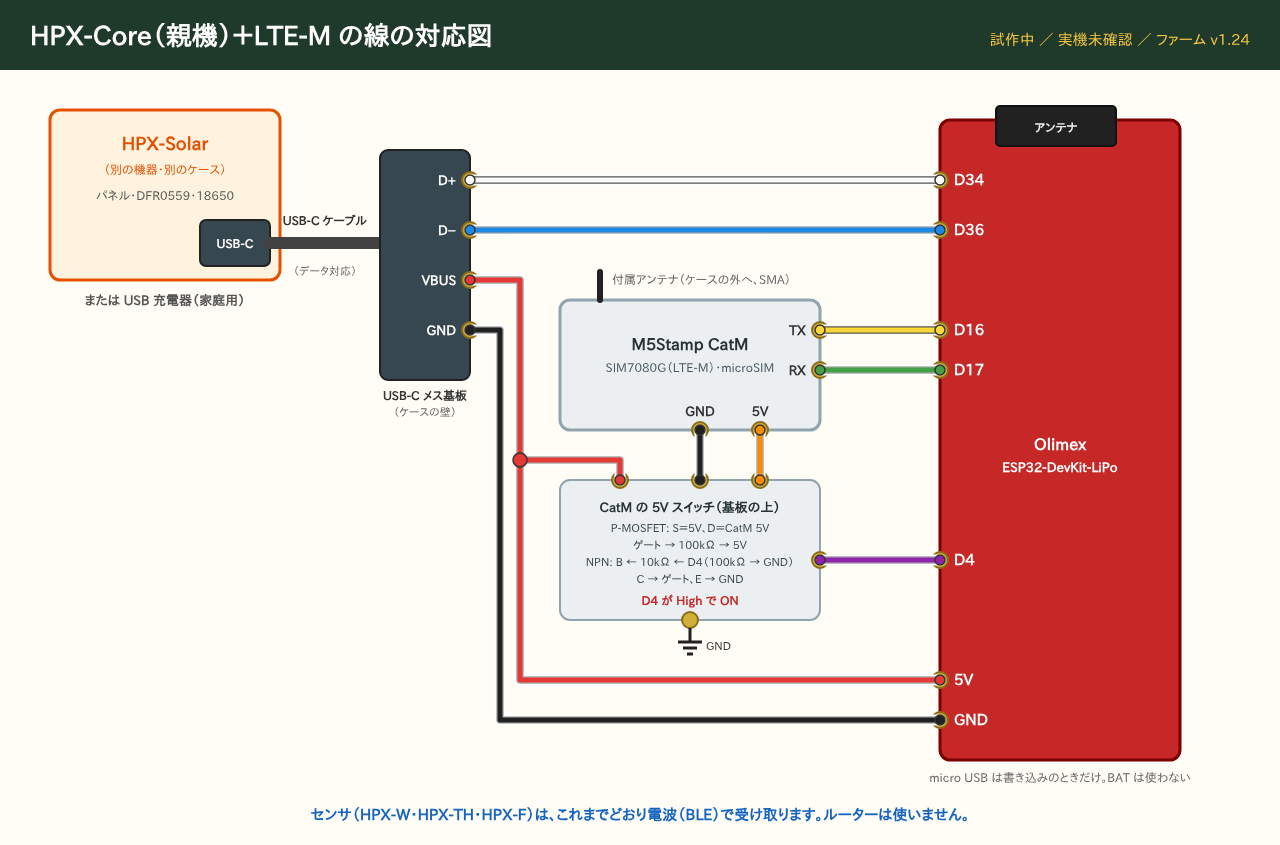 HPX-Core(親機)+LTE-M の線の対応図
試作中 / 実機未確認 / ファーム v1.24
HPX-Solar
(別の機器・別のケース)
パネル・DFR0559・18650
USB-C
USB-C ケーブル
(データ対応)
または USB 充電器(家庭用)
D+
D−
VBUS
GND
USB-C メス基板
(ケースの壁)
付属アンテナ(ケースの外へ、SMA)
M5Stamp CatM
SIM7080G(LTE-M)・microSIM
TX
RX
GND
5V
CatM の 5V スイッチ(基板の上)
P-MOSFET: S=5V、D=CatM 5V
ゲート → 100kΩ → 5V
NPN: B ← 10kΩ ← D4(100kΩ → GND)
C → ゲート、E → GND
D4 が High で ON
GND
アンテナ
D34
D36
D16
D17
Olimex
ESP32-DevKit-LiPo
D4
5V
GND
micro USB は書き込みのときだけ。BAT は使わない
センサ(HPX-W・HPX-TH・HPX-F)は、これまでどおり電波(BLE)で受け取ります。ルーターは使いません。